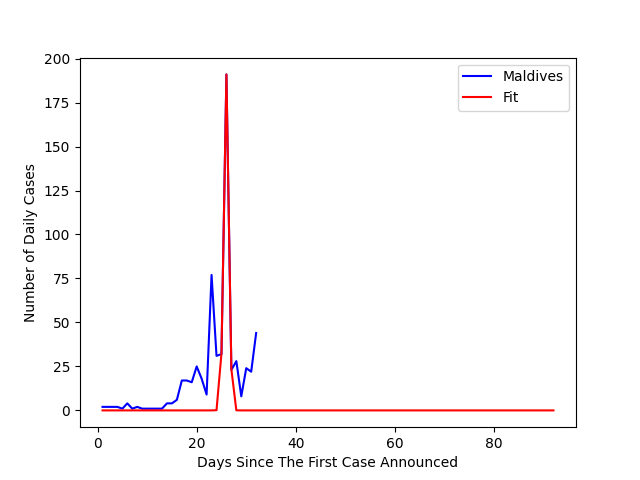 200
175
150
125
100
75
50
25
0
Number of Daily Cases
Maldives
Fit
0 20 40 60 80
Days Since The First Case Announced